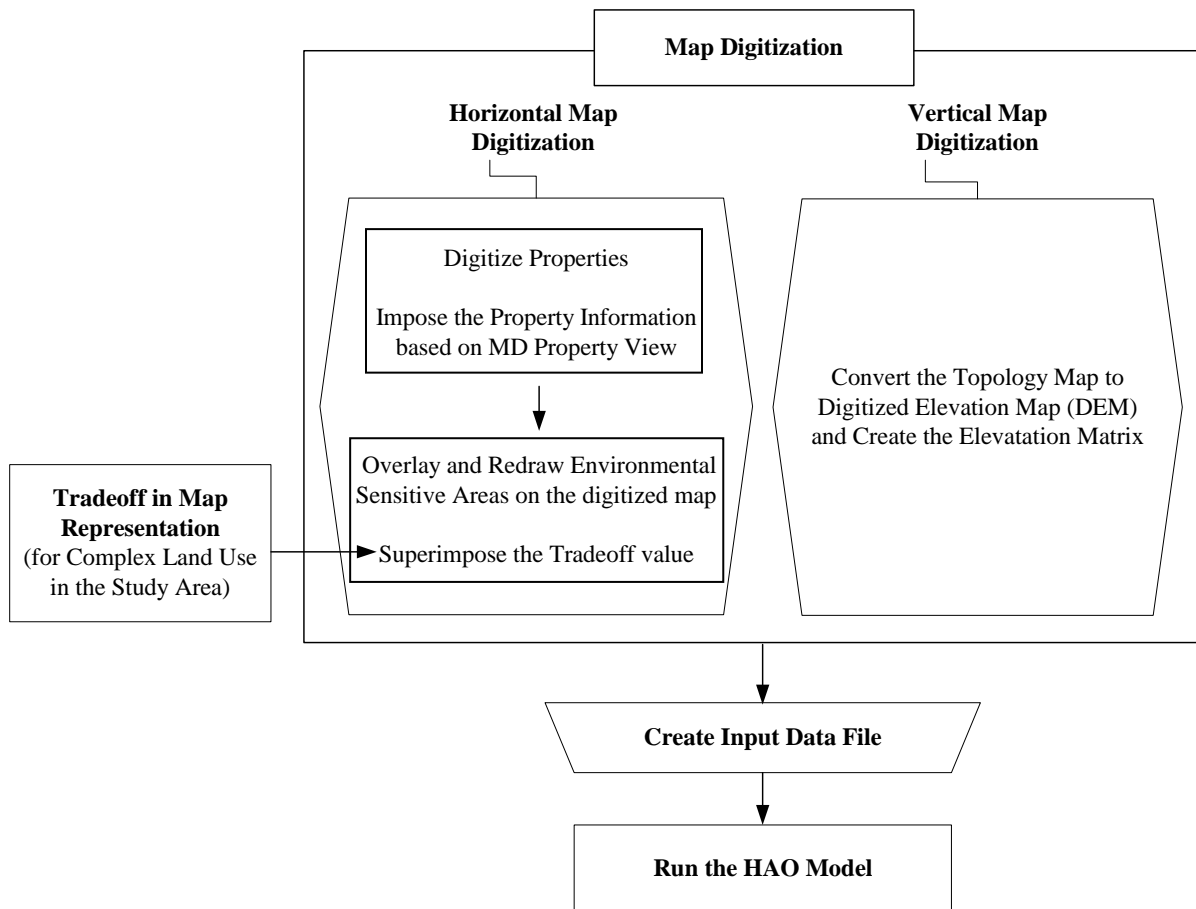 Map Digitization
Horizontal Map
Digitization
Vertical Map
Digitization
Digitize Properties
Impose the Property Information
based on MD Property View
Convert the Topology Map to
Digitized Elevation Map (DEM)
and Create the Elevatation Matrix
Overlay and Redraw Environmental
Sensitive Areas on the digitized map
Superimpose the Tradeoff value
Tradeoff in Map
Representation
(for Complex Land Use
in the Study Area)
Create Input Data File
Run the HAO Model